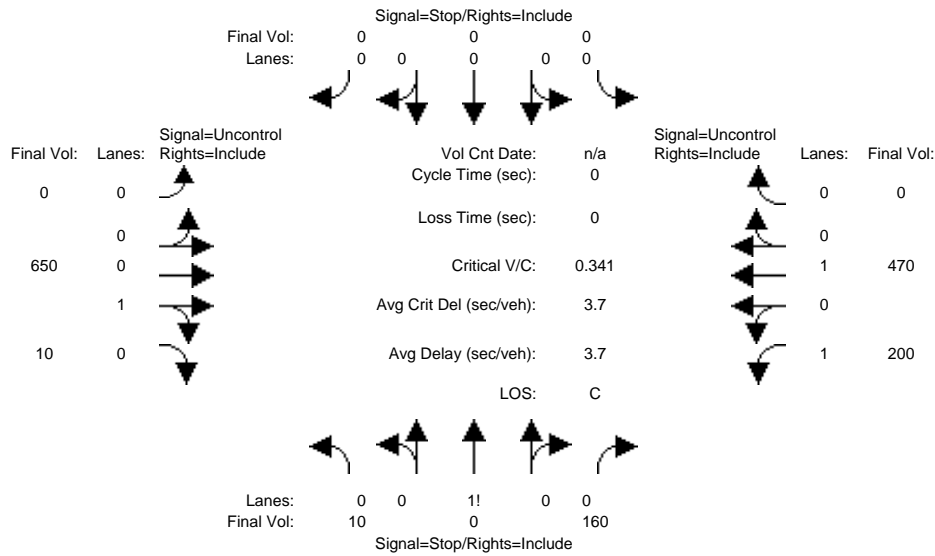 Signal=Stop/Rights=Include
Final Vol: 0 0 0
Lanes: 0 0 0 0 0
Signal=Uncontrol Signal=Uncontrol
Final Vol: Lanes: Rights=Include Vol Cnt Date: n/a Rights=Include Lanes: Final Vol:
Cycle Time (sec): 0
0 0 0 0
Loss Time (sec): 0
0 0
650 0 Critical V/C: 0.341 1 470
1 Avg Crit Del (sec/veh): 3.7 0
10 0 Avg Delay (sec/veh): 3.7 1 200
LOS: C
Lanes: 0 0 1! 0 0
Final Vol: 10 0 160
Signal=Stop/Rights=Include